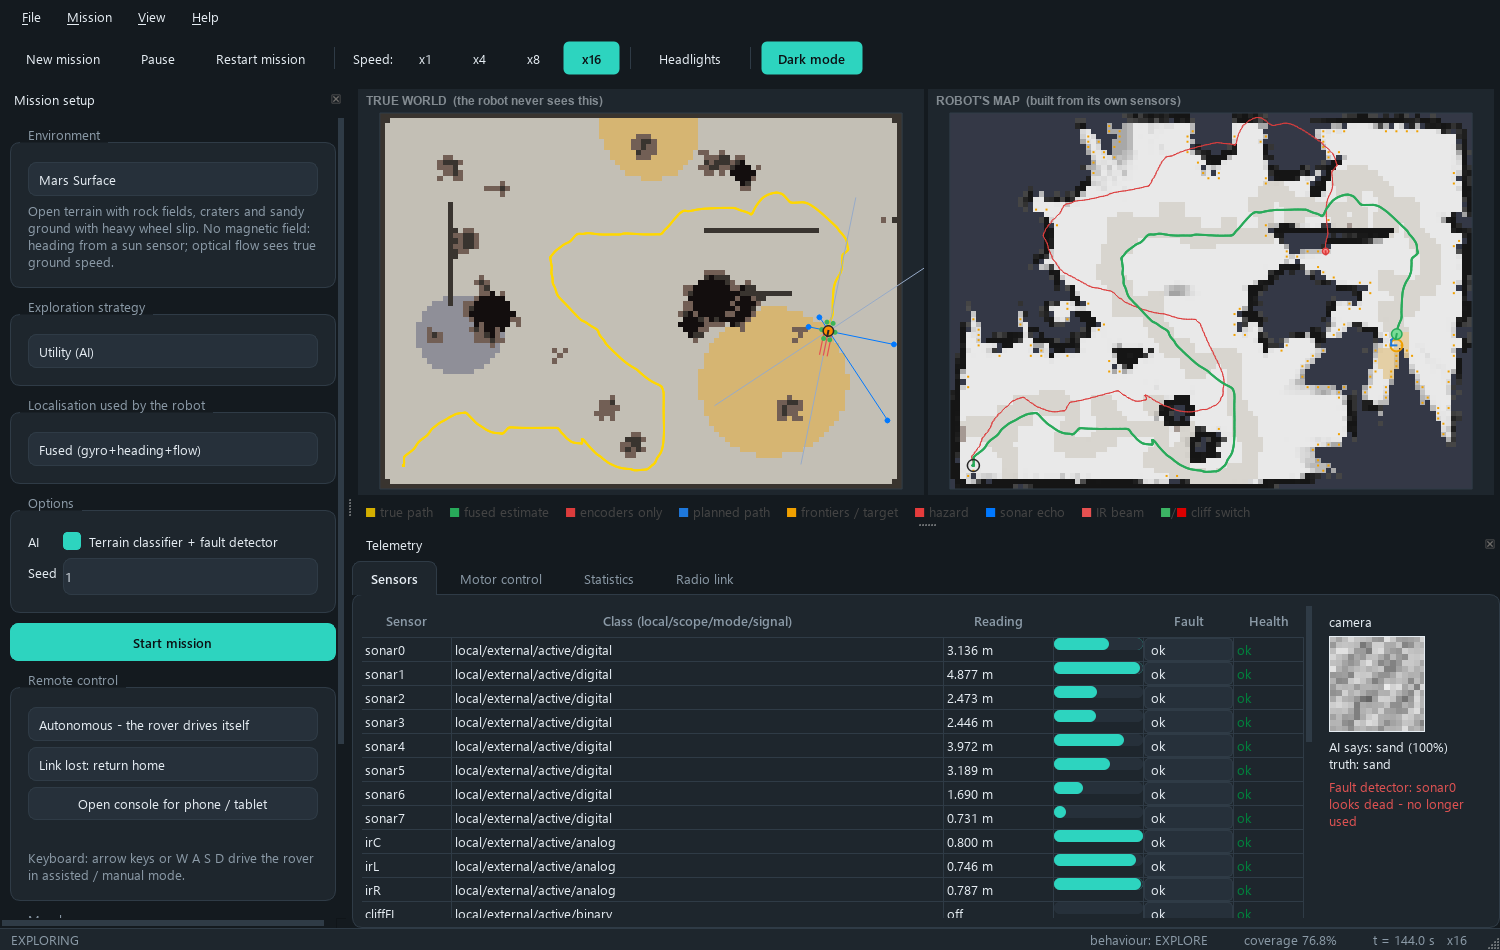 File Mission View Help
New mission Pause Restart mission Speed: x1 x4 x8 x16 Headlights Dark mode
Mission setup
Environment
Mars Surface
Open terrain with rock fields, craters and sandy
ground with heavy wheel slip. No magnetic field:
heading from a sun sensor; optical flow sees true
ground speed.
Exploration strategy
Utility (AI)
Localisation used by the robot
Fused (gyro+heading+flow)
Options
AI Terrain classifier + fault detector
Seed 1
Start mission
Remote control
Autonomous - the rover drives itself
Link lost: return home
Open console for phone / tablet
Keyboard: arrow keys or W A S D drive the rover
in assisted / manual mode.
TRUE WORLD (the robot never sees this)
ROBOT'S MAP (built from its own sensors)
true path fused estimate encoders only planned path frontiers / target hazard sonar echo IR beam / cliff switch
Telemetry
Sensors Motor control Statistics Radio link
Sensor Class (local/scope/mode/signal) Reading Fault Health
sonar0 local/external/active/digital 3.136 m ok ok
sonar1 local/external/active/digital 4.877 m ok ok
sonar2 local/external/active/digital 2.473 m ok ok
sonar3 local/external/active/digital 2.446 m ok ok
sonar4 local/external/active/digital 3.972 m ok ok
sonar5 local/external/active/digital 3.189 m ok ok
sonar6 local/external/active/digital 1.690 m ok ok
sonar7 local/external/active/digital 0.731 m ok ok
irC local/external/active/analog 0.800 m ok ok
irL local/external/active/analog 0.746 m ok ok
irR local/external/active/analog 0.787 m ok ok
cliffFL local/external/active/binary off ok ok
camera
AI says: sand (100%)
truth: sand
Fault detector: sonar0
looks dead - no longer
used
EXPLORING behaviour: EXPLORE coverage 76.8% t = 144.0 s x16